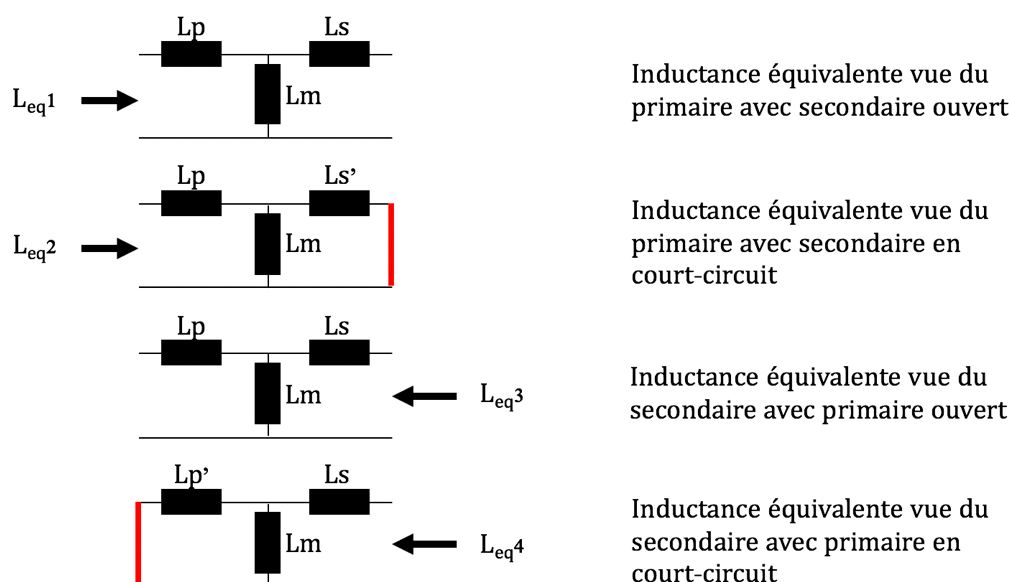 Lp Ls
Leq1
Lm
Inductance équivalente vue du
primaire avec secondaire ouvert
Lp Ls’
Leq2
Lm
Inductance équivalente vue du
primaire avec secondaire en
court-circuit
Lp Ls
Lm
Leq3
Inductance équivalente vue du
secondaire avec primaire ouvert
Lp’ Ls
Lm
Leq4
Inductance équivalente vue du
secondaire avec primaire en
court-circuit